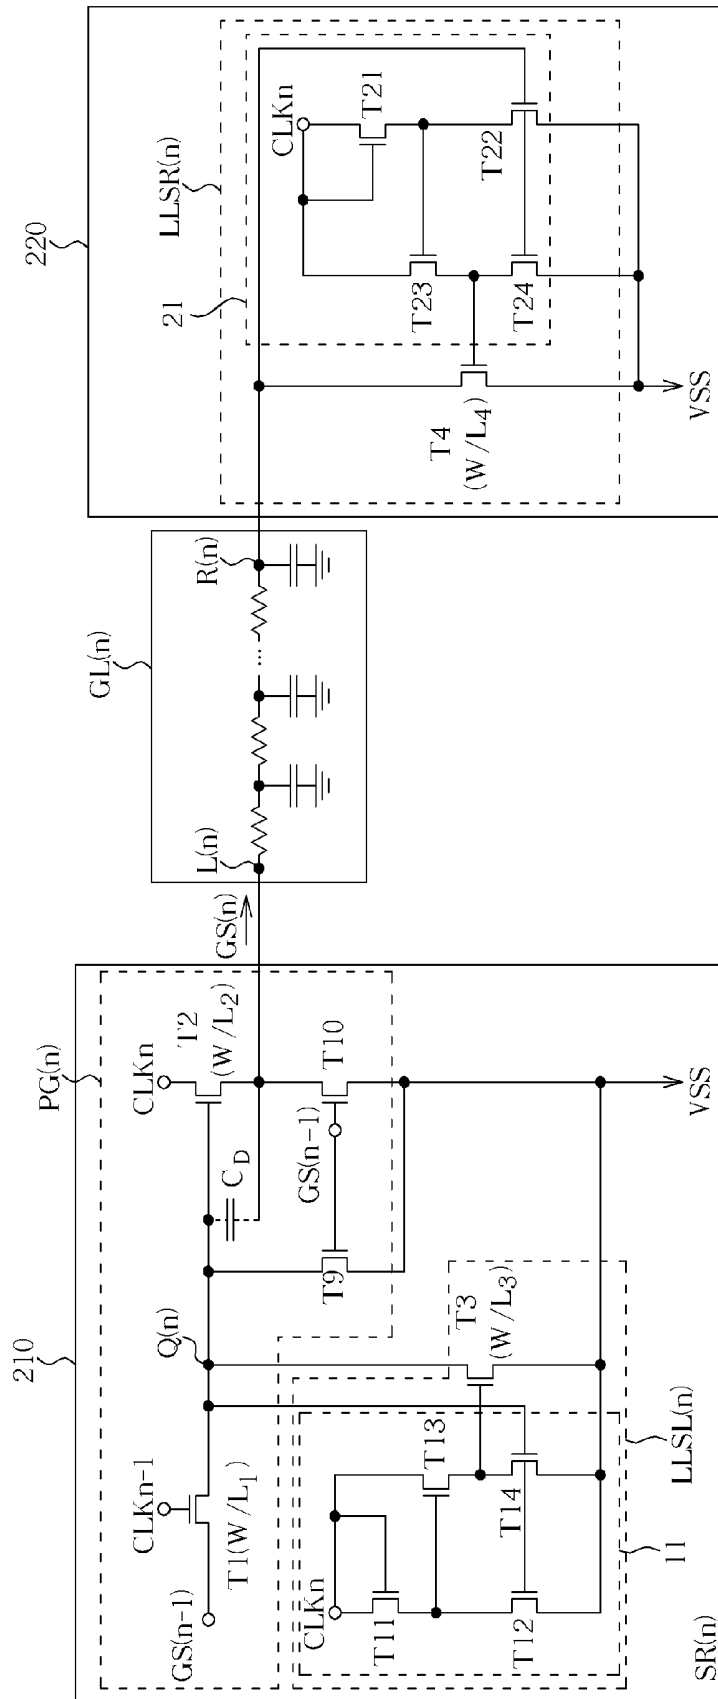 210
PG(n)
CLKn
T2
(W/L2)
GS(n-1)
CLKn-1
T1(W/L1)
Q(n)
CD
T9
GS(n-1)
T10
CLKn
T11
T12
T13
T14
T3
(W/L3)
LLSL(n)
11
SR(n)
VSS
GS(n)
GL(n)
L(n)
...
R(n)
220
LLSR(n)
21
CLKn
T21
T22
T23
T24
T4
(W/L4)
VSS